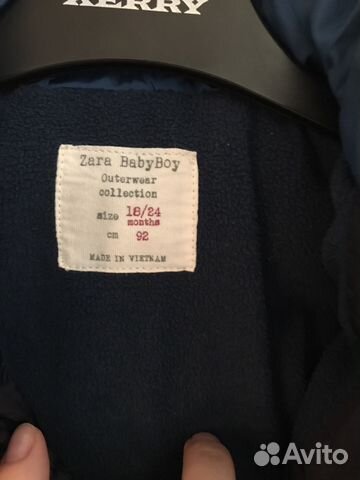 KERRY
Zara BabyBoy
Outerwear
collection
size 18/24
months
cm 92
MADE IN VIETNAM
Avito